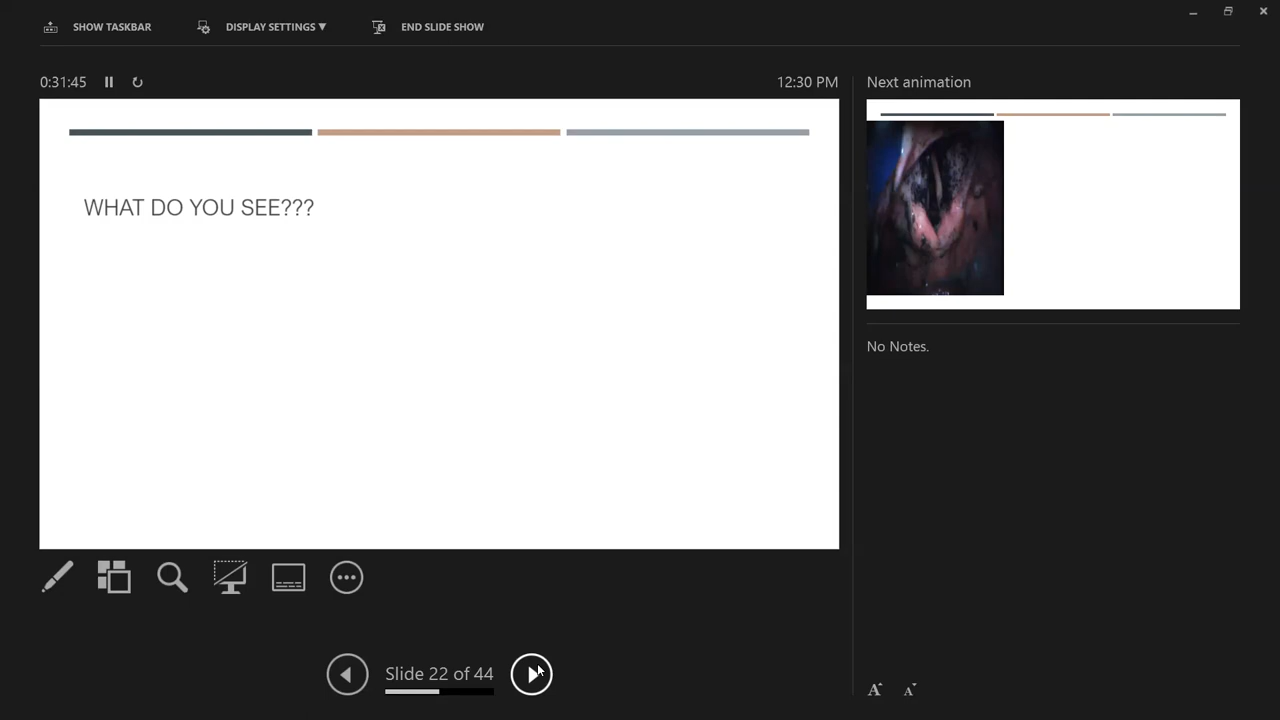 SHOW TASKBAR
DISPLAY SETTINGS ▼
END SLIDE SHOW
0:31:45
12:30 PM
Next animation
WHAT DO YOU SEE???
No Notes.
Slide 22 of 44
A
A